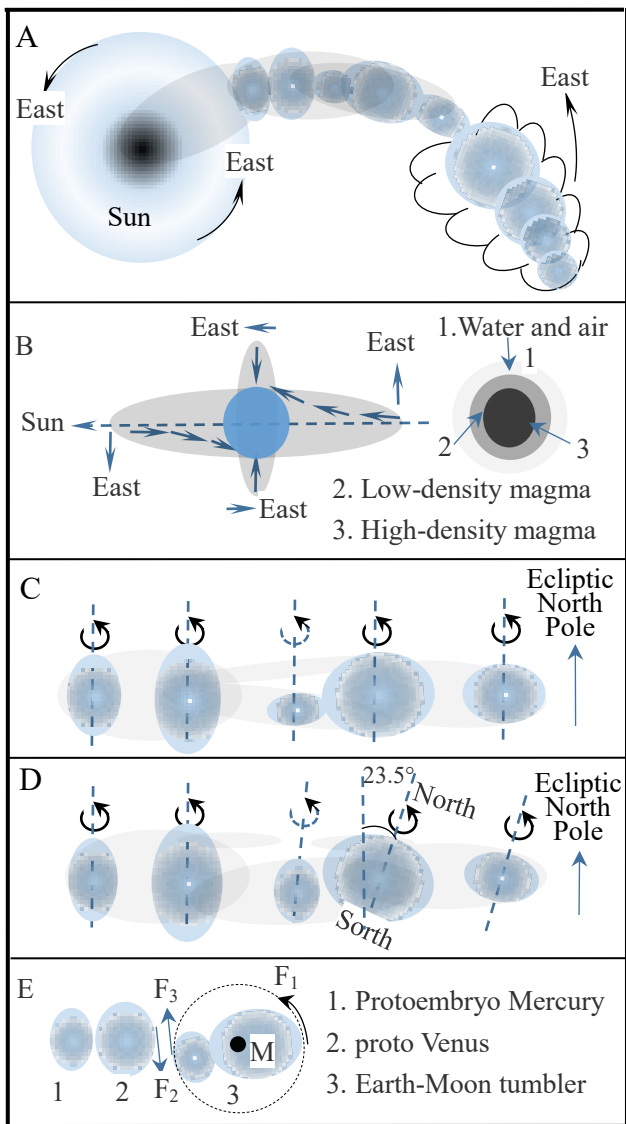 A
East
East
East
Sun
B
East
East
1.Water and air
1
Sun
2
3
East
East
2. Low-density magma
3. High-density magma
C
Ecliptic
North
Pole
D
23.5°
North
Ecliptic
North
Pole
Sorth
E
F3
F1
1. Protoembryo Mercury
M
2. proto Venus
1
2
F2
3
3. Earth-Moon tumbler